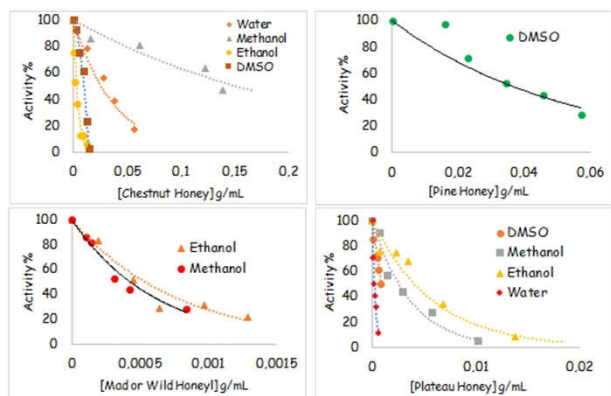 Activity%
100
80
60
40
20
0
0 0,05 0,1 0,15 0,2
[Chestnut Honey] g/mL
Water
Methanol
Ethanol
DMSO
Activity%
100
80
60
40
20
0
0 0,02 0,04 0,06
[Pine Honey] g/mL
DMSO
Activity %
100
80
60
40
20
0
0 0,0005 0,001 0,0015
[Mad or Wild Honeyl] g/mL
Ethanol
Methanol
Activity%
100
80
60
40
20
0
0 0,01 0,02
[Plateau Honey] g/mL
DMSO
Methanol
Ethanol
Water